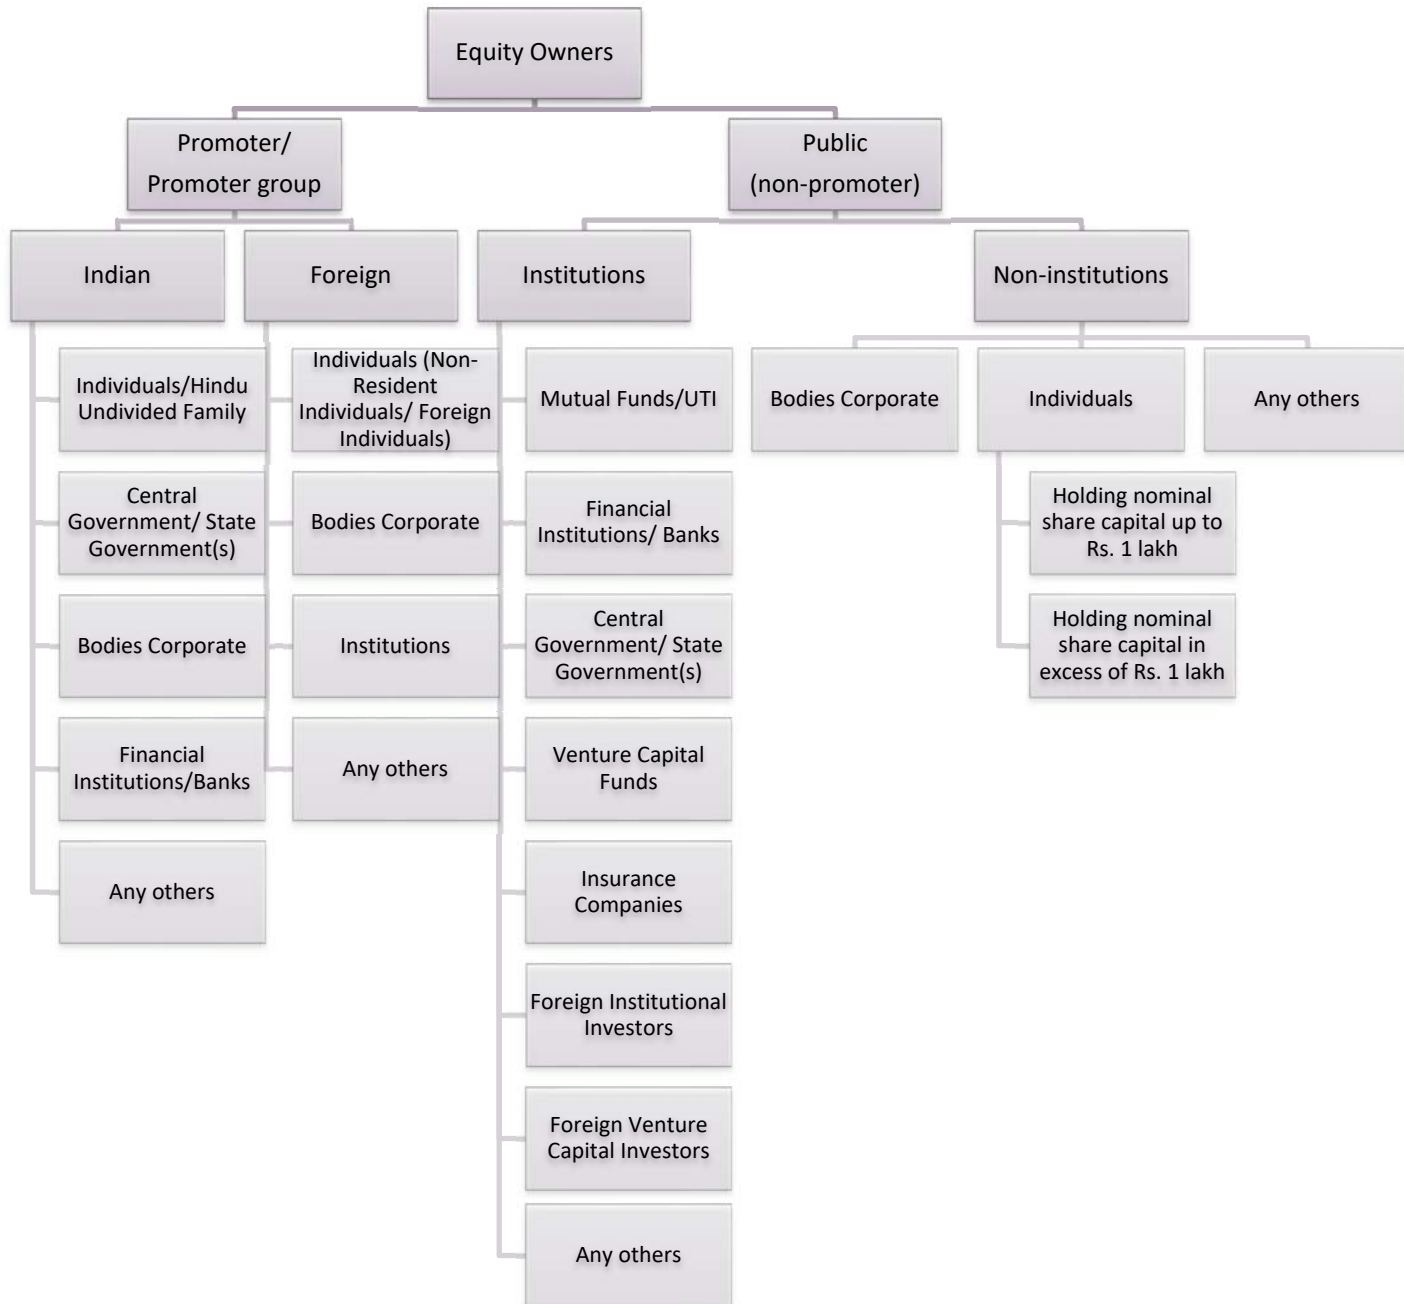 Equity Owners
Promoter/
Promoter group
Public
(non-promoter)
Indian
Foreign
Institutions
Non-institutions
Individuals/Hindu
Undivided Family
Central
Government/ State
Government(s)
Bodies Corporate
Financial
Institutions/Banks
Any others
Individuals (Non-
Resident
Individuals/ Foreign
Individuals)
Bodies Corporate
Institutions
Any others
Mutual Funds/UTI
Financial
Institutions/ Banks
Central
Government/ State
Government(s)
Venture Capital
Funds
Insurance
Companies
Foreign Institutional
Investors
Foreign Venture
Capital Investors
Any others
Bodies Corporate
Individuals
Holding nominal
share capital up to
Rs. 1 lakh
Holding nominal
share capital in
excess of Rs. 1 lakh
Any others